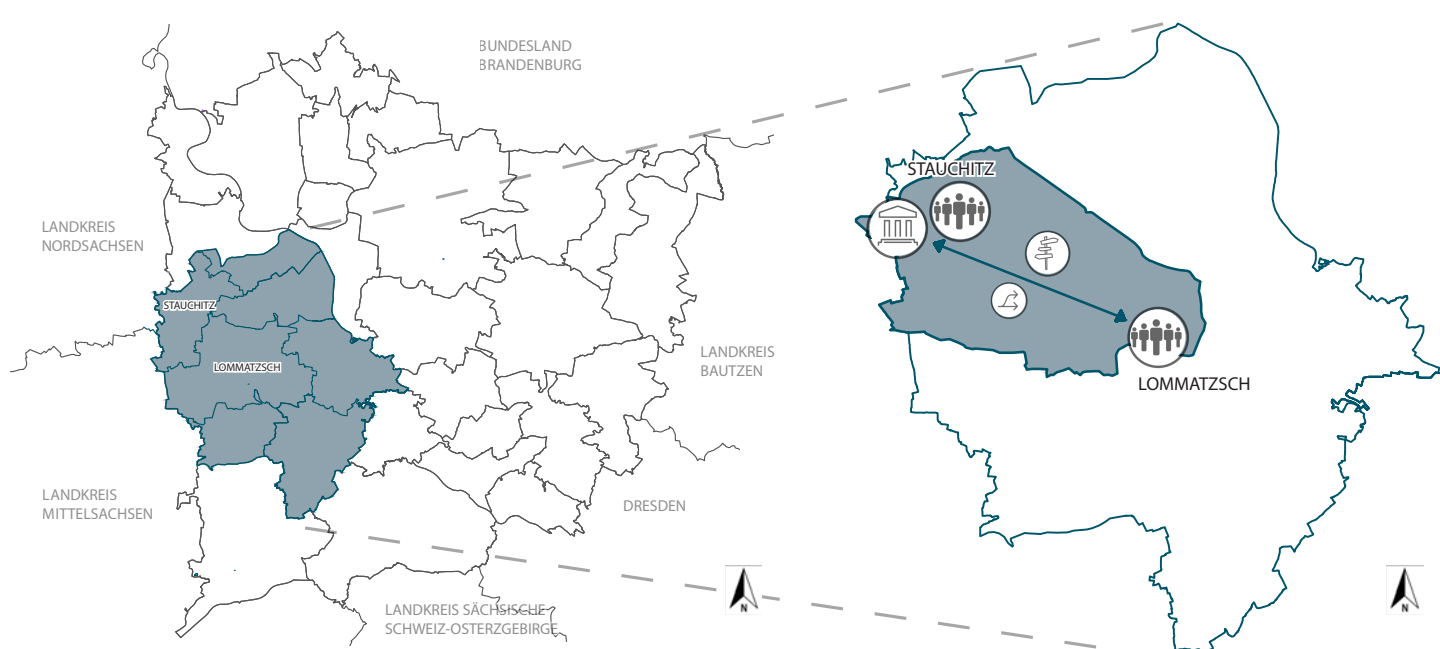 BUNDESLAND
BRANDENBURG
LANDKREIS
NORDSACHSEN
STAUCHITZ
LOMMATZSCH
LANDKREIS
BAUTZEN
LANDKREIS
MITTELSACHSEN
DRESDEN
LANDKREIS SÄCHSISCHE
SCHWEIZ-OSTERZGEBIRGE
N
STAUCHITZ
LOMMATZSCH
N